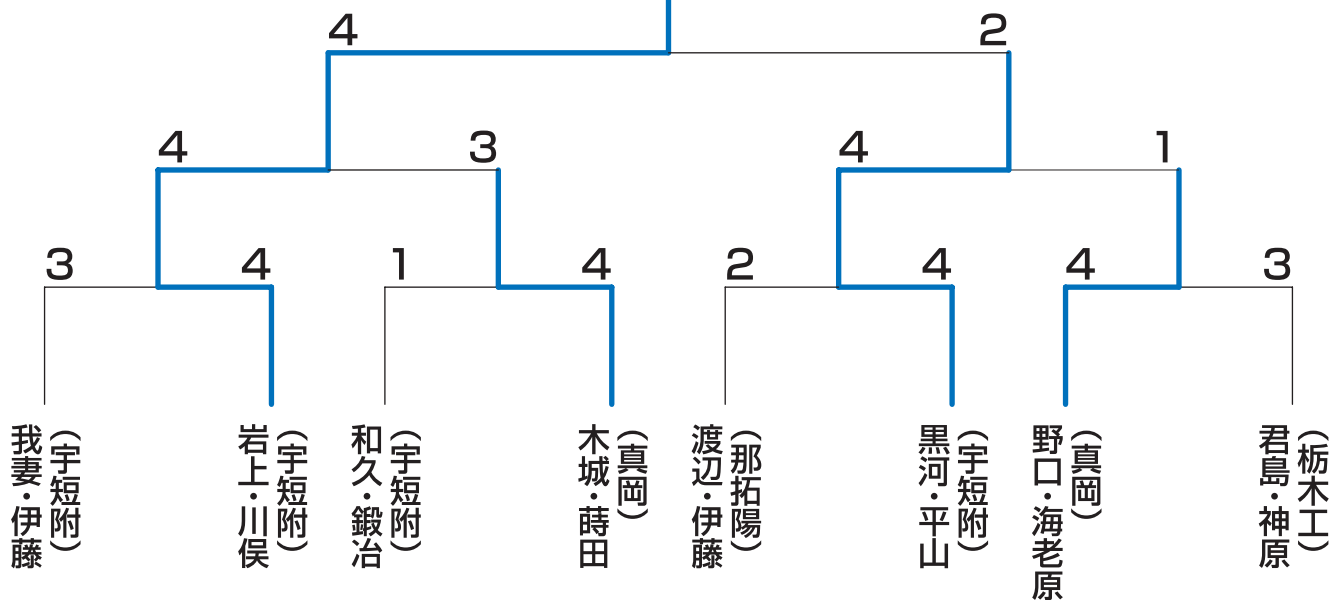 4
2
4
3
4
1
3
4
1
4
2
4
4
3
我妻・伊藤
(宇短附)
岩上・川俣
(宇短附)
和久・鍛冶
(宇短附)
木城・蒔田
(真岡)
渡辺・伊藤
(那拓陽)
黒河・平山
(宇短附)
野口・海老原
(真岡)
君島・神原
(栃木工)